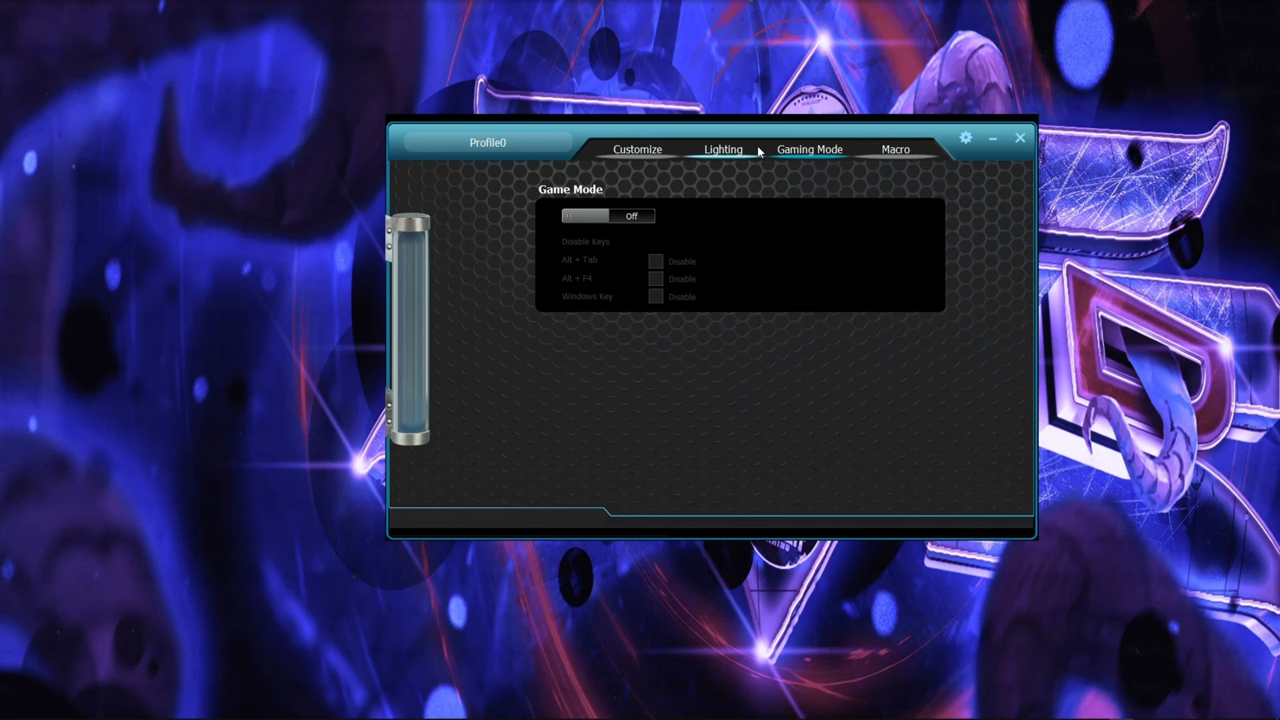 Profile0
Customize
Lighting
Gaming Mode
Macro
Game Mode
Off
Disable Keys
Alt + Tab Disable
Alt + F4 Disable
Windows Key Disable